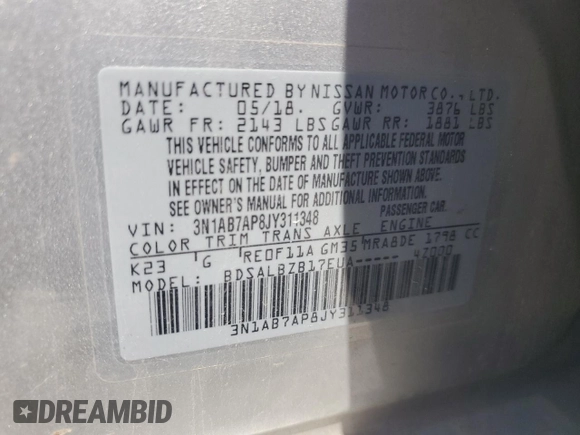 MANUFACTURED BY NISSAN MOTOR CO., LTD.
DATE: 05/18. GVWR: 3876 LBS
GAWR FR: 2143 LBS GAWR RR: 1881 LBS
THIS VEHICLE CONFORMS TO ALL APPLICABLE FEDERAL MOTOR
VEHICLE SAFETY, BUMPER AND THEFT PREVENTION STANDARDS
IN EFFECT ON THE DATE OF MANUFACTURE SHOWN ABOVE.
SEE OWNER'S MANUAL FOR ADDITIONAL INFORMATION.
VIN: 3N1AB7AP8JY311348 PASSENGER CAR
COLOR TRIM TRANS AXLE ENGINE
K23 G RE0F11A GM35 MRA8DE 1798 CC
MODEL: BDSALBZB17EUA----- 4Z000
3N1AB7AP8JY311348
DREAMBID